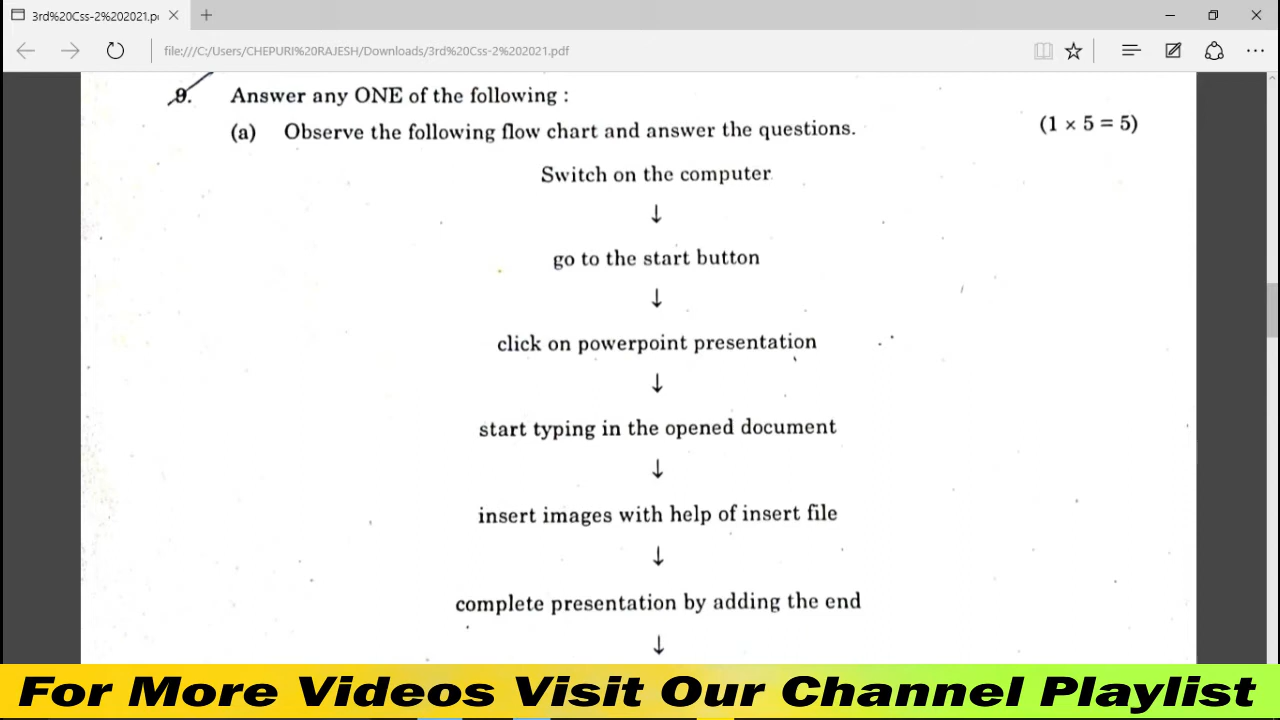 3rd%20Css-2%202021.p
file:///C:/Users/CHEPURI%20RAJESH/Downloads/3rd%20Css-2%202021.pdf
9. Answer any ONE of the following :
(1 × 5 = 5)
(a) Observe the following flow chart and answer the questions.
Switch on the computer
↓
go to the start button
↓
click on powerpoint presentation
↓
start typing in the opened document
↓
insert images with help of insert file
↓
complete presentation by adding the end
↓
For More Videos Visit Our Channel Playlist